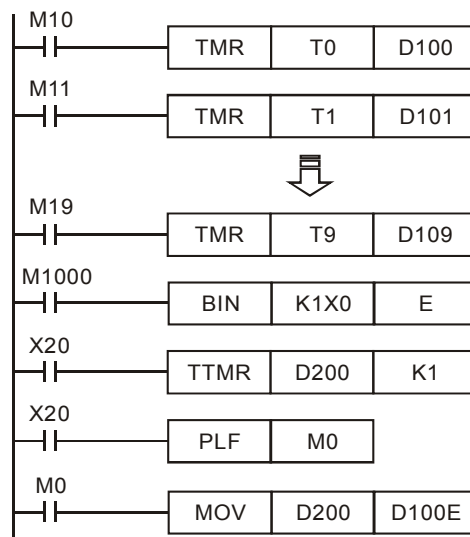 M10
TMR T0 D100
M11
TMR T1 D101
M19
TMR T9 D109
M1000
BIN K1X0 E
X20
TTMR D200 K1
X20
PLF M0
M0
MOV D200 D100E